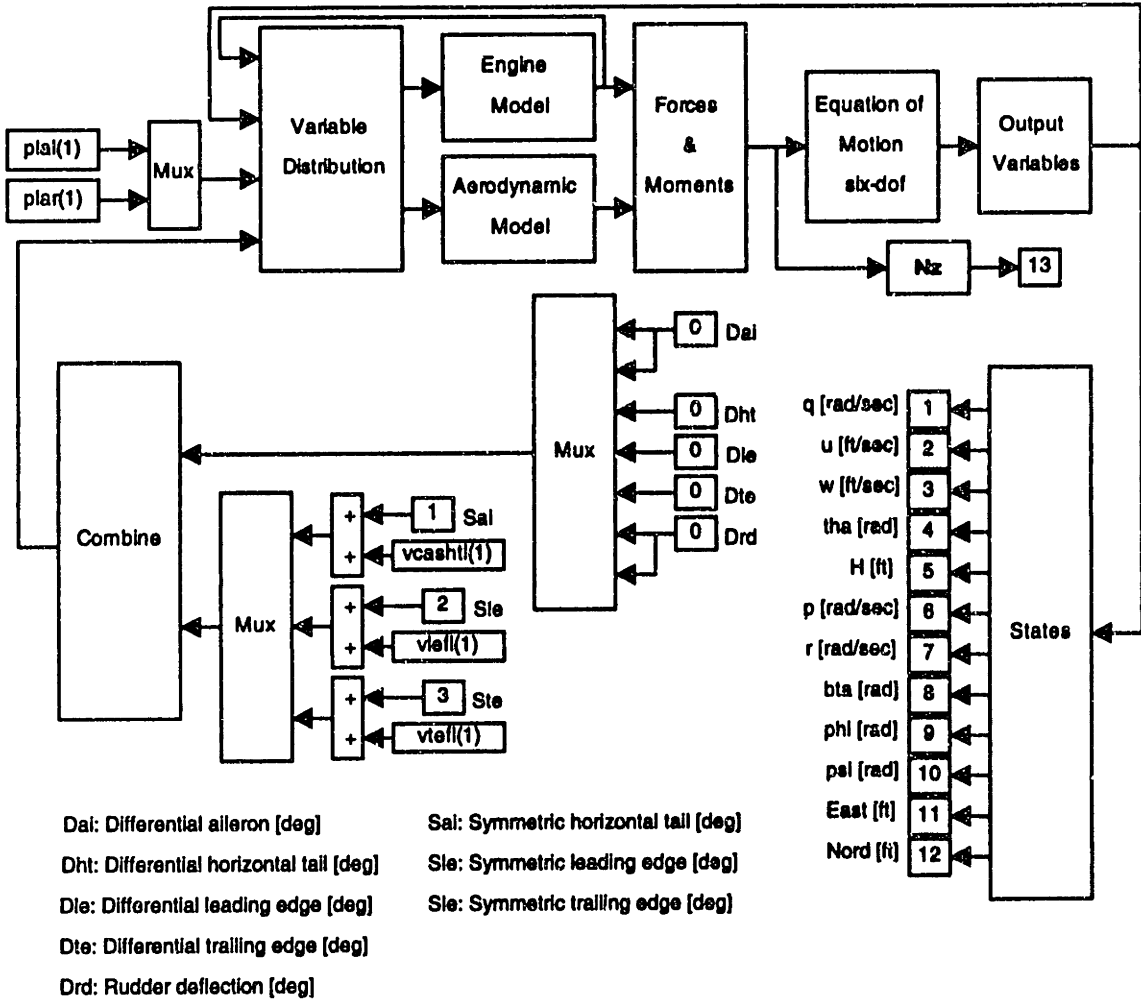 Engine
Model
Variable
Distribution
Forces
&
Moments
Equation of
Motion
six-dof
Output
Variables
plal(1)
plar(1)
Mux
Aerodynamic
Model
Nz
13
Mux
0 Dai
0 Dht
0 Dle
0 Dte
0 Drd
Combine
Mux
+
+
1 Sai
vcashtl(1)
+
+
2 Sle
vlefl(1)
+
+
3 Ste
vtefl(1)
States
q [rad/sec] 1
u [ft/sec] 2
w [ft/sec] 3
tha [rad] 4
H [ft] 5
p [rad/sec] 6
r [rad/sec] 7
bta [rad] 8
phi [rad] 9
psi [rad] 10
East [ft] 11
Nord [ft] 12
Dai: Differential aileron [deg]
Sai: Symmetric horizontal tail [deg]
Dht: Differential horizontal tail [deg]
Sle: Symmetric leading edge [deg]
Dle: Differential leading edge [deg]
Sle: Symmetric trailing edge [deg]
Dte: Differential trailing edge [deg]
Drd: Rudder deflection [deg]